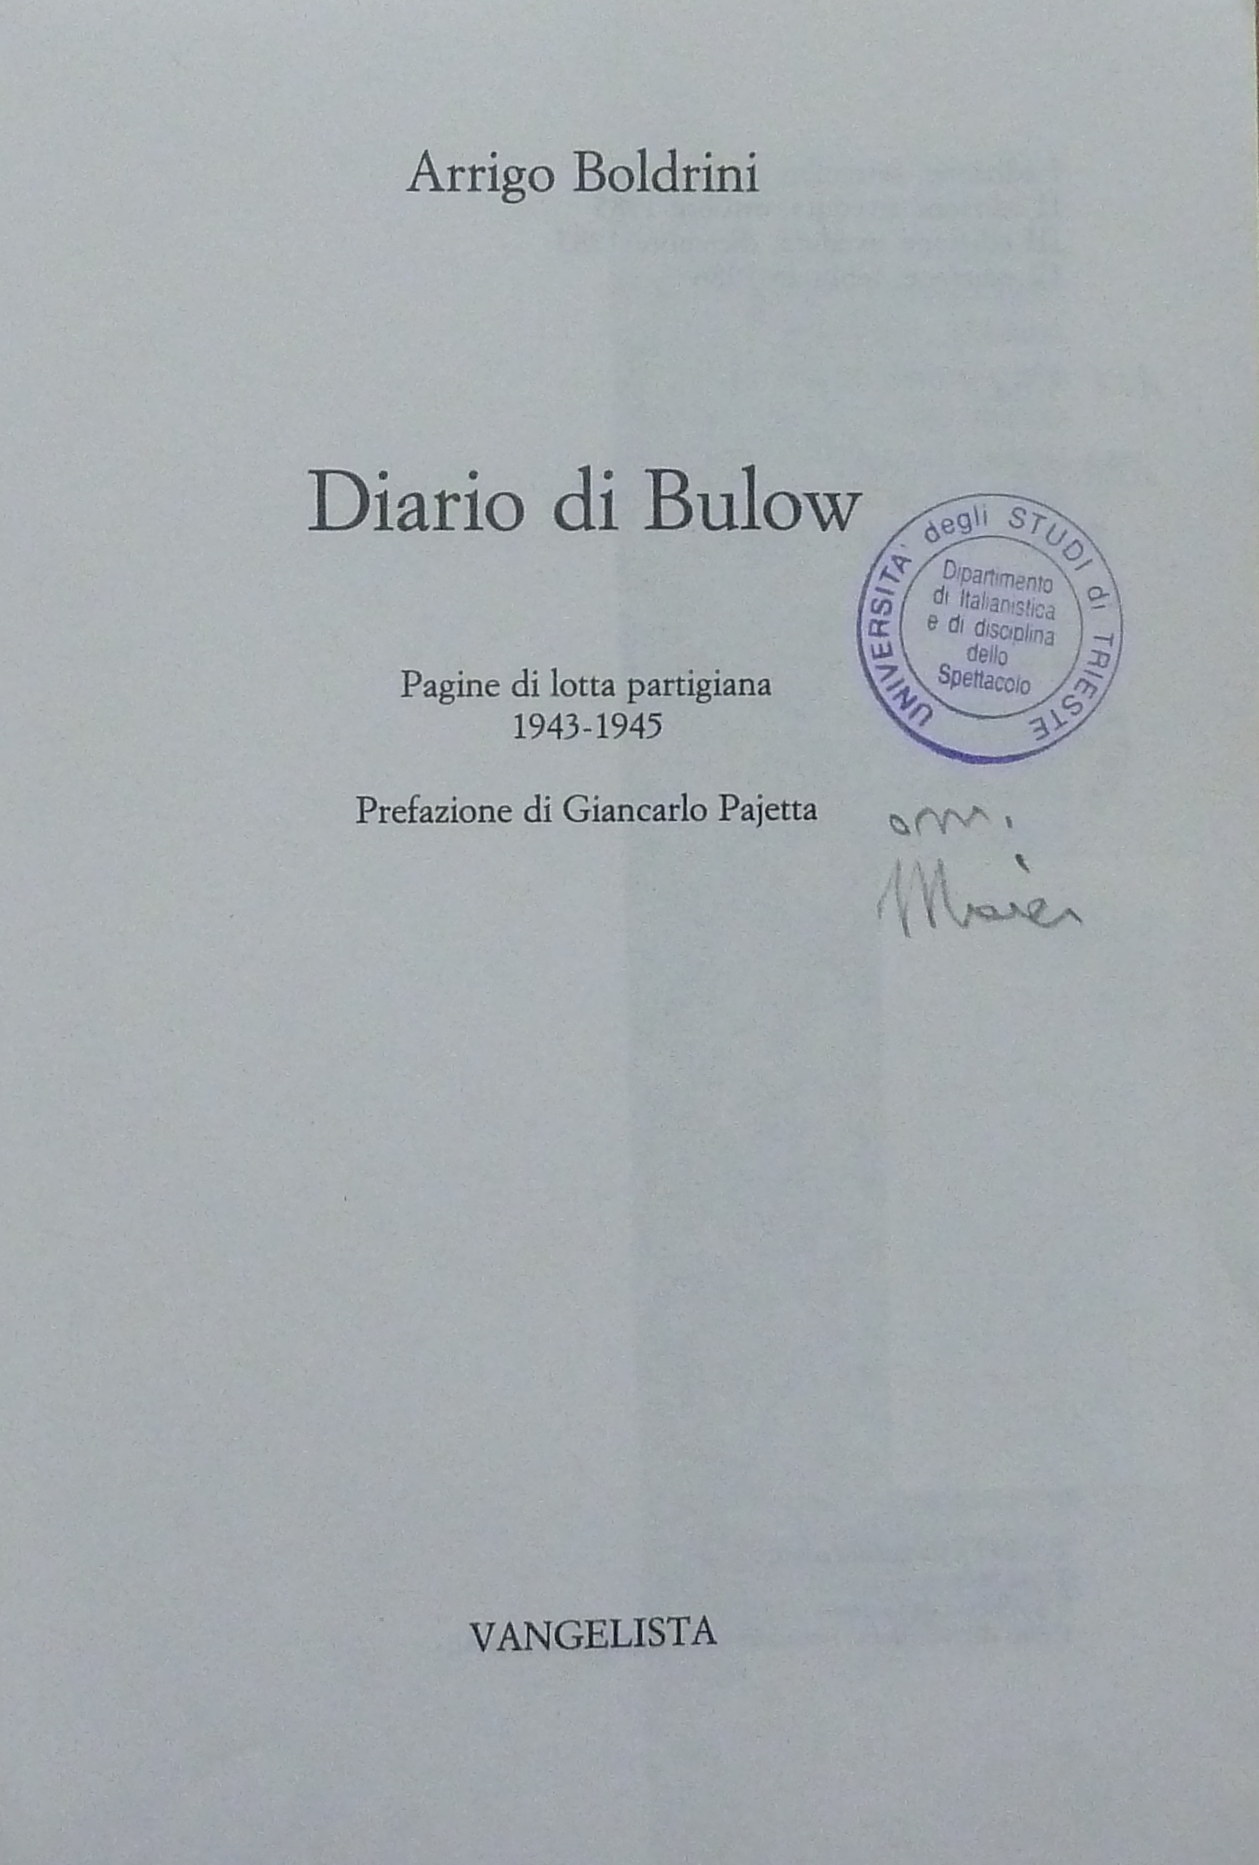 Arrigo Boldrini
Diario di Bulow
UNIVERSITA' degli STUDI di TRIESTE
Dipartimento
di Italianistica
e di disciplina
dello
Spettacolo
Pagine di lotta partigiana
1943-1945
Prefazione di Giancarlo Pajetta
VANGELISTA